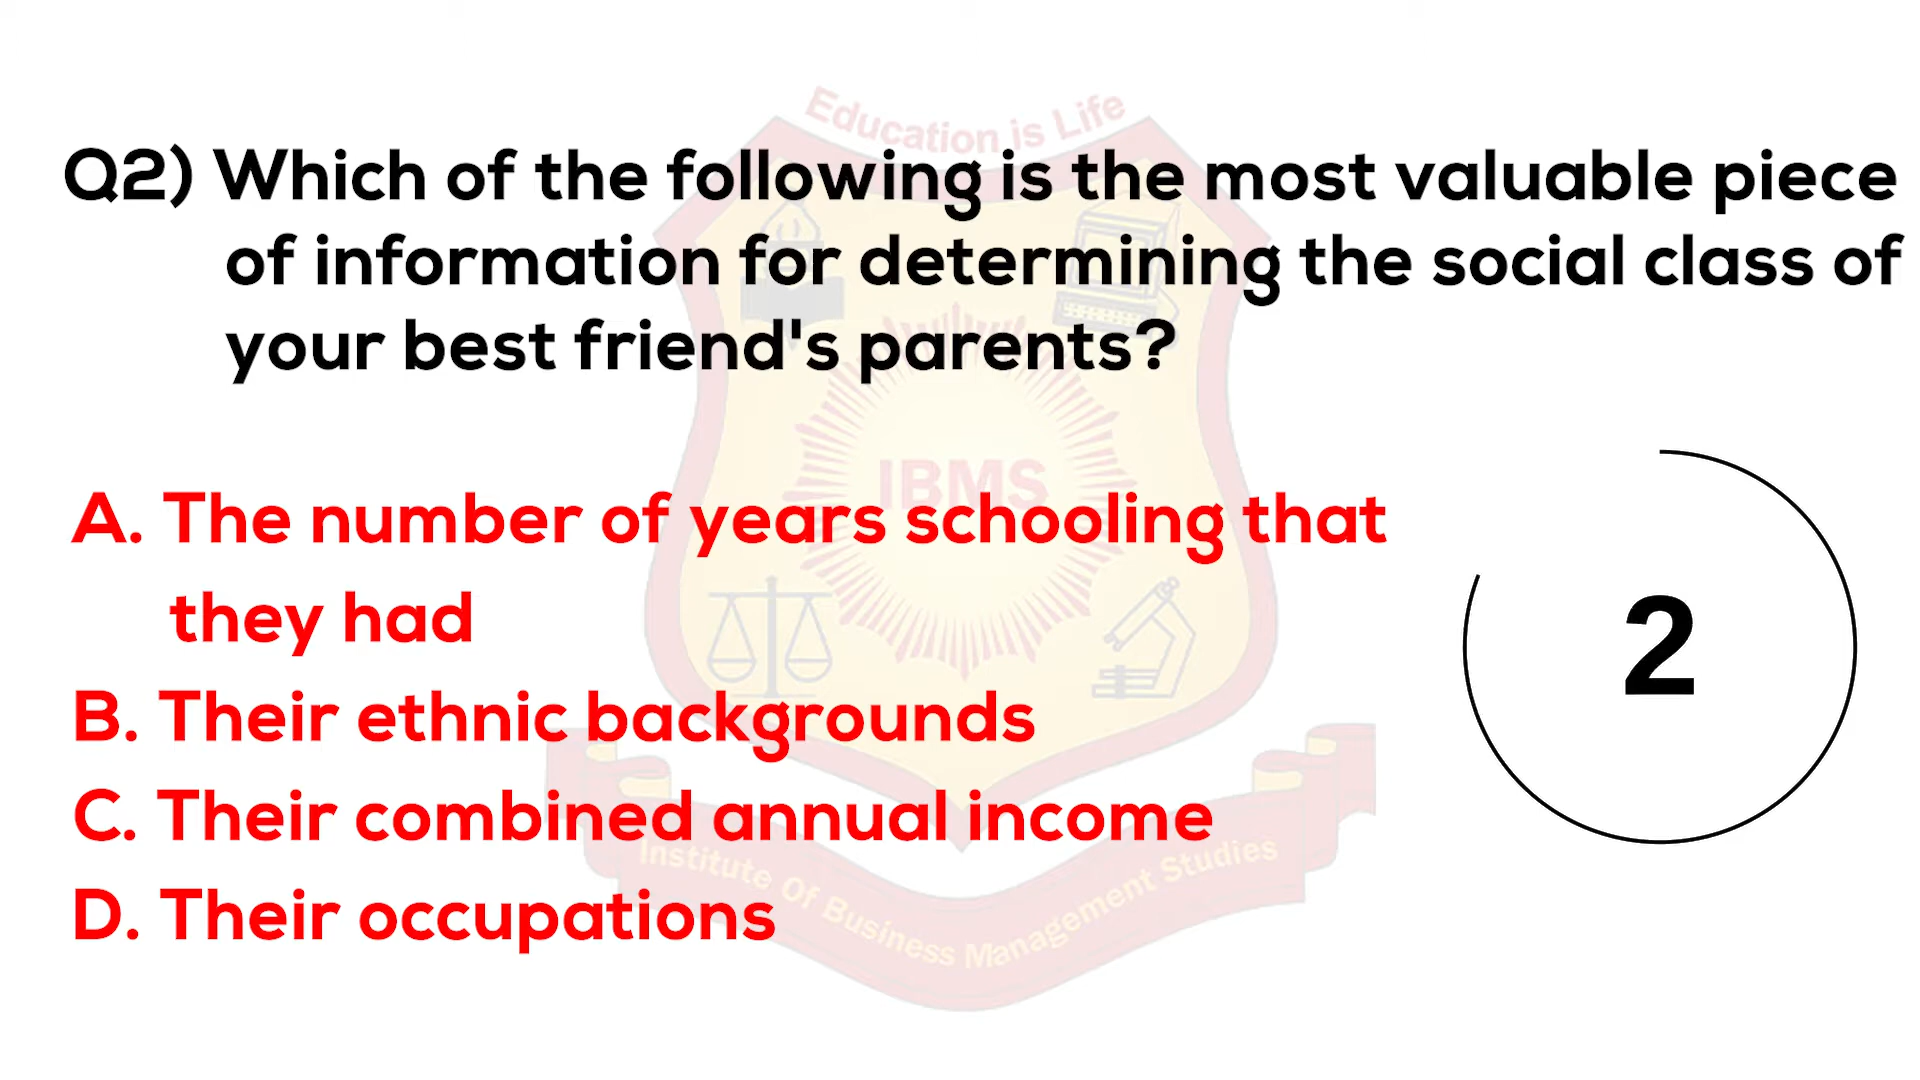 Education is Life
Q2) Which of the following is the most valuable piece
of information for determining the social class of
your best friend's parents?
IBMS
A. The number of years schooling that
they had
B. Their ethnic backgrounds
C. Their combined annual income
D. Their occupations
2
Institute Of Business Management Studies